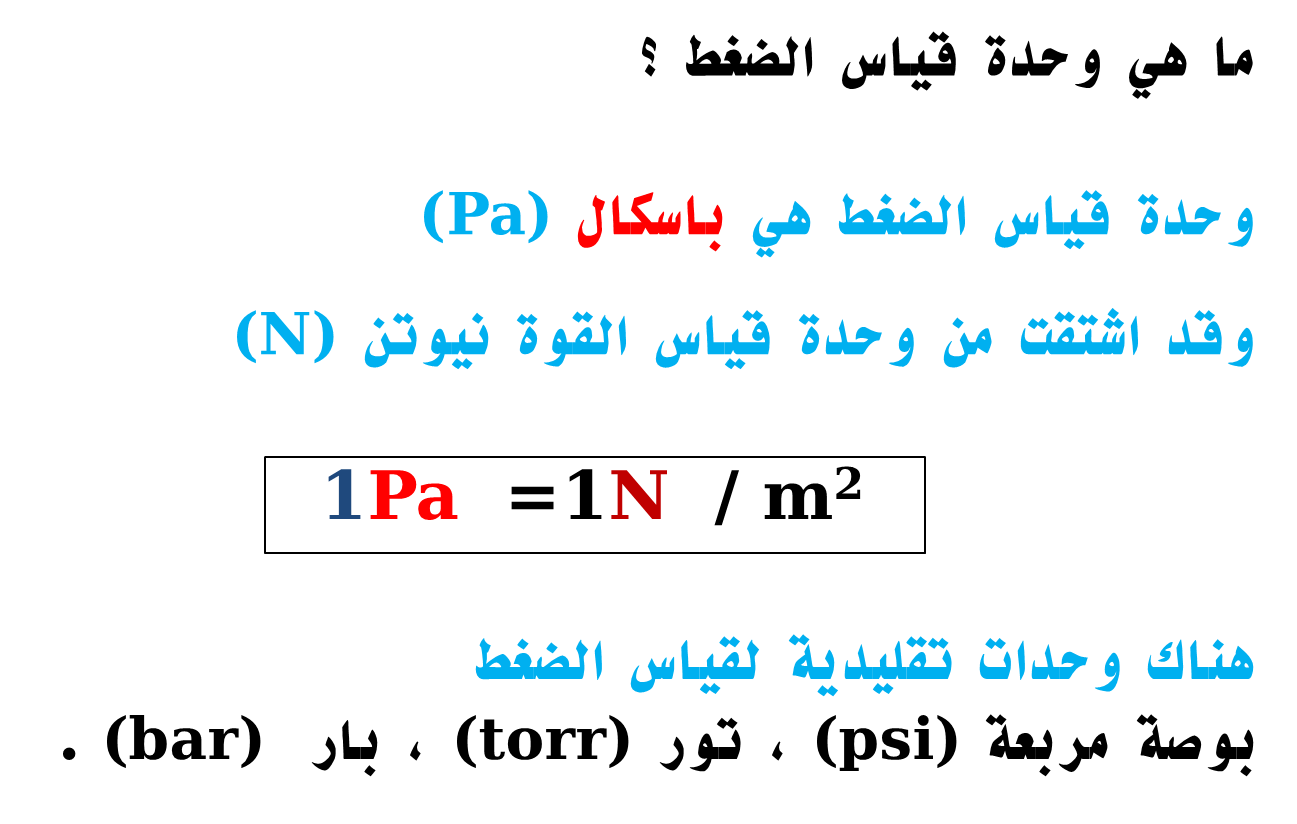 ما هي وحدة قياس الضغط ؟
وحدة قياس الضغط هي باسكال (Pa)
وقد اشتقت من وحدة قياس القوة نيوتن (N)
1Pa =1N / m²
هناك وحدات تقليدية لقياس الضغط
بوصة مربعة (psi) ، تور (torr) ، بار (bar) .